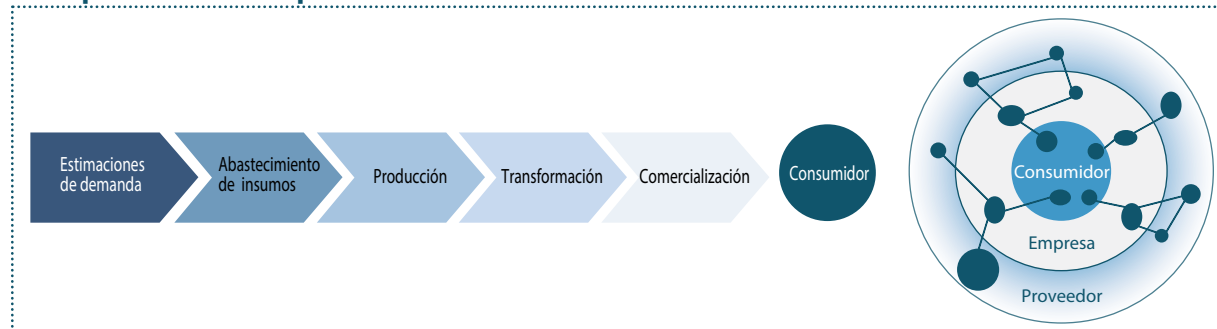 Estimaciones
de demanda
Abastecimiento
de insumos
Producción
Transformación
Comercialización
Consumidor
Consumidor
Empresa
Proveedor